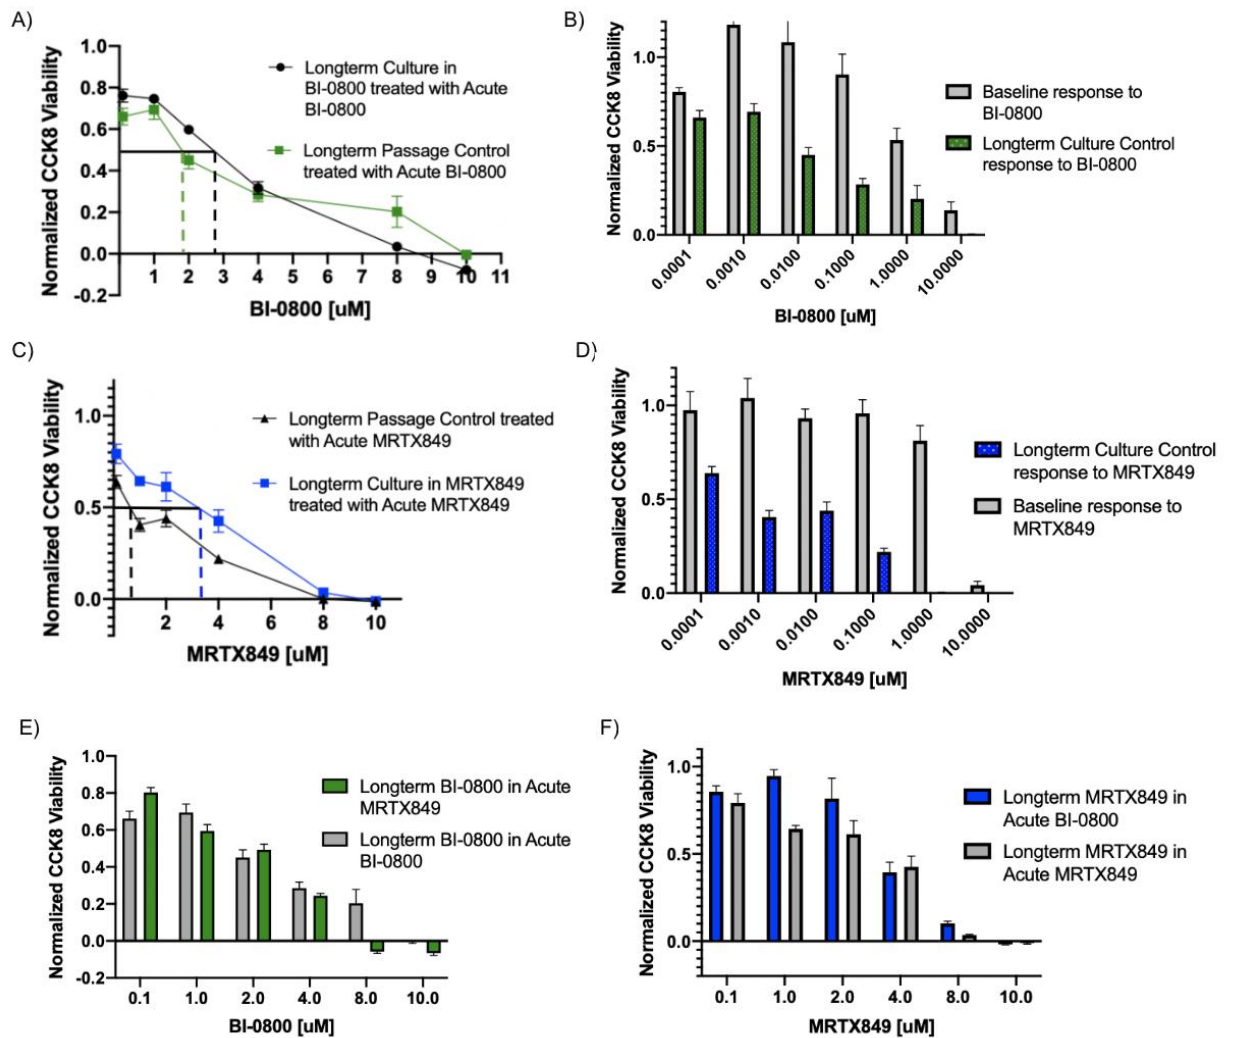 A)
Normalized CCK8 Viability
1.0
0.8
0.6
0.4
0.2
0.0
-0.2
1 2 3 4 5 6 7 8 9 10 11
BI-0800 [uM]
Longterm Culture in
BI-0800 treated with Acute
BI-0800
Longterm Passage Control
treated with Acute BI-0800
B)
Normalized CCK8 Viability
1.0
0.5
0.0
0.0001
0.0010
0.0100
0.1000
1.0000
10.0000
BI-0800 [uM]
Baseline response to
BI-0800
Longterm Culture Control
response to BI-0800
C)
Normalized CCK8 Viability
1.0
0.5
0.0
2 4 6 8 10
MRTX849 [uM]
Longterm Passage Control treated
with Acute MRTX849
Longterm Culture in MRTX849
treated with Acute MRTX849
D)
Normalized CCK8 Viability
1.0
0.5
0.0
0.0001
0.0010
0.0100
0.1000
1.0000
10.0000
MRTX849 [uM]
Longterm Culture Control
response to MRTX849
Baseline response to
MRTX849
E)
Normalized CCK8 Viability
1.0
0.8
0.6
0.4
0.2
0.0
-0.2
0.1 1.0 2.0 4.0 8.0 10.0
BI-0800 [uM]
Longterm BI-0800 in Acute
MRTX849
Longterm BI-0800 in Acute
BI-0800
F)
Normalized CCK8 Viability
1.0
0.5
0.0
0.1 1.0 2.0 4.0 8.0 10.0
MRTX849 [uM]
Longterm MRTX849 in
Acute BI-0800
Longterm MRTX849 in
Acute MRTX849